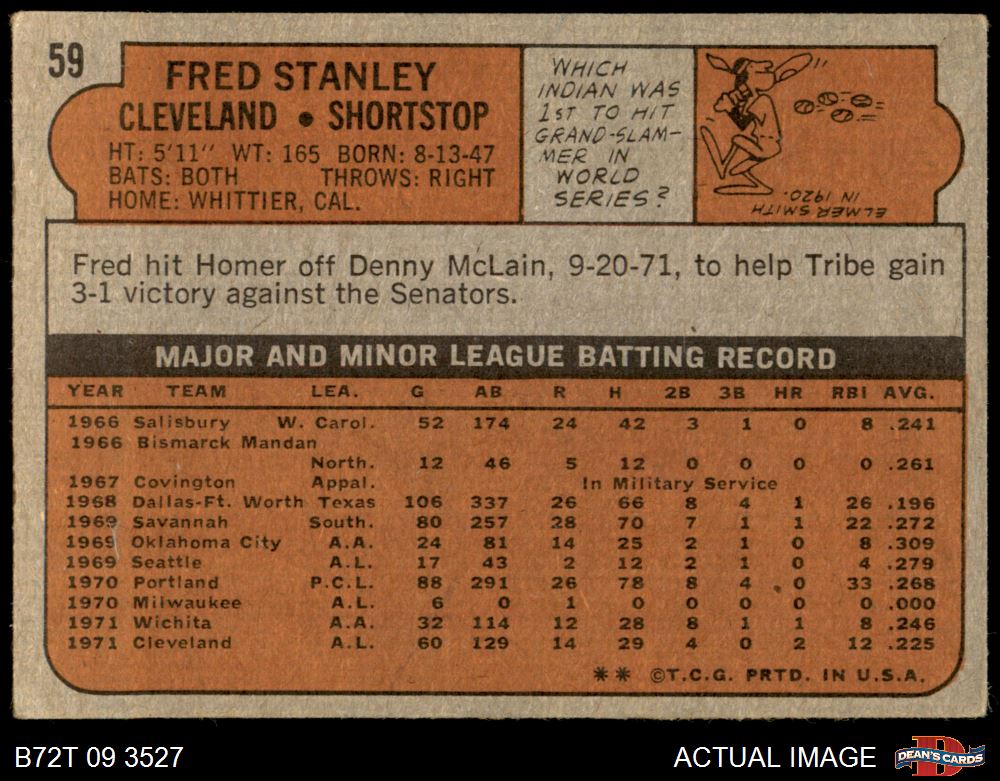 59
FRED STANLEY
CLEVELAND • SHORTSTOP
HT: 5'11" WT: 165 BORN: 8-13-47
BATS: BOTH THROWS: RIGHT
HOME: WHITTIER, CAL.
WHICH
INDIAN WAS
1ST TO HIT
GRAND-SLAM-
MER IN
WORLD
SERIES?
ELMER SMITH
IN 1920.
Fred hit Homer off Denny McLain, 9-20-71, to help Tribe gain
3-1 victory against the Senators.
MAJOR AND MINOR LEAGUE BATTING RECORD
YEAR TEAM LEA. G AB R H 2B 3B HR RBI AVG.
1966 Salisbury W. Carol. 52 174 24 42 3 1 0 8 .241
1966 Bismarck Mandan
North. 12 46 5 12 0 0 0 0 .261
1967 Covington Appal. In Military Service
1968 Dallas-Ft. Worth Texas 106 337 26 66 8 4 1 26 .196
1969 Savannah South. 80 257 28 70 7 1 1 22 .272
1969 Oklahoma City A.A. 24 81 14 25 2 1 0 8 .309
1969 Seattle A.L. 17 43 2 12 2 1 0 4 .279
1970 Portland P.C.L. 88 291 26 78 8 4 0 33 .268
1970 Milwaukee A.L. 6 0 1 0 0 0 0 0 .000
1971 Wichita A.A. 32 114 12 28 8 1 1 8 .246
1971 Cleveland A.L. 60 129 14 29 4 0 2 12 .225
** ©T.C.G. PRTD. IN U.S.A.
B72T 09 3527
ACTUAL IMAGE
DEAN'S CARDS